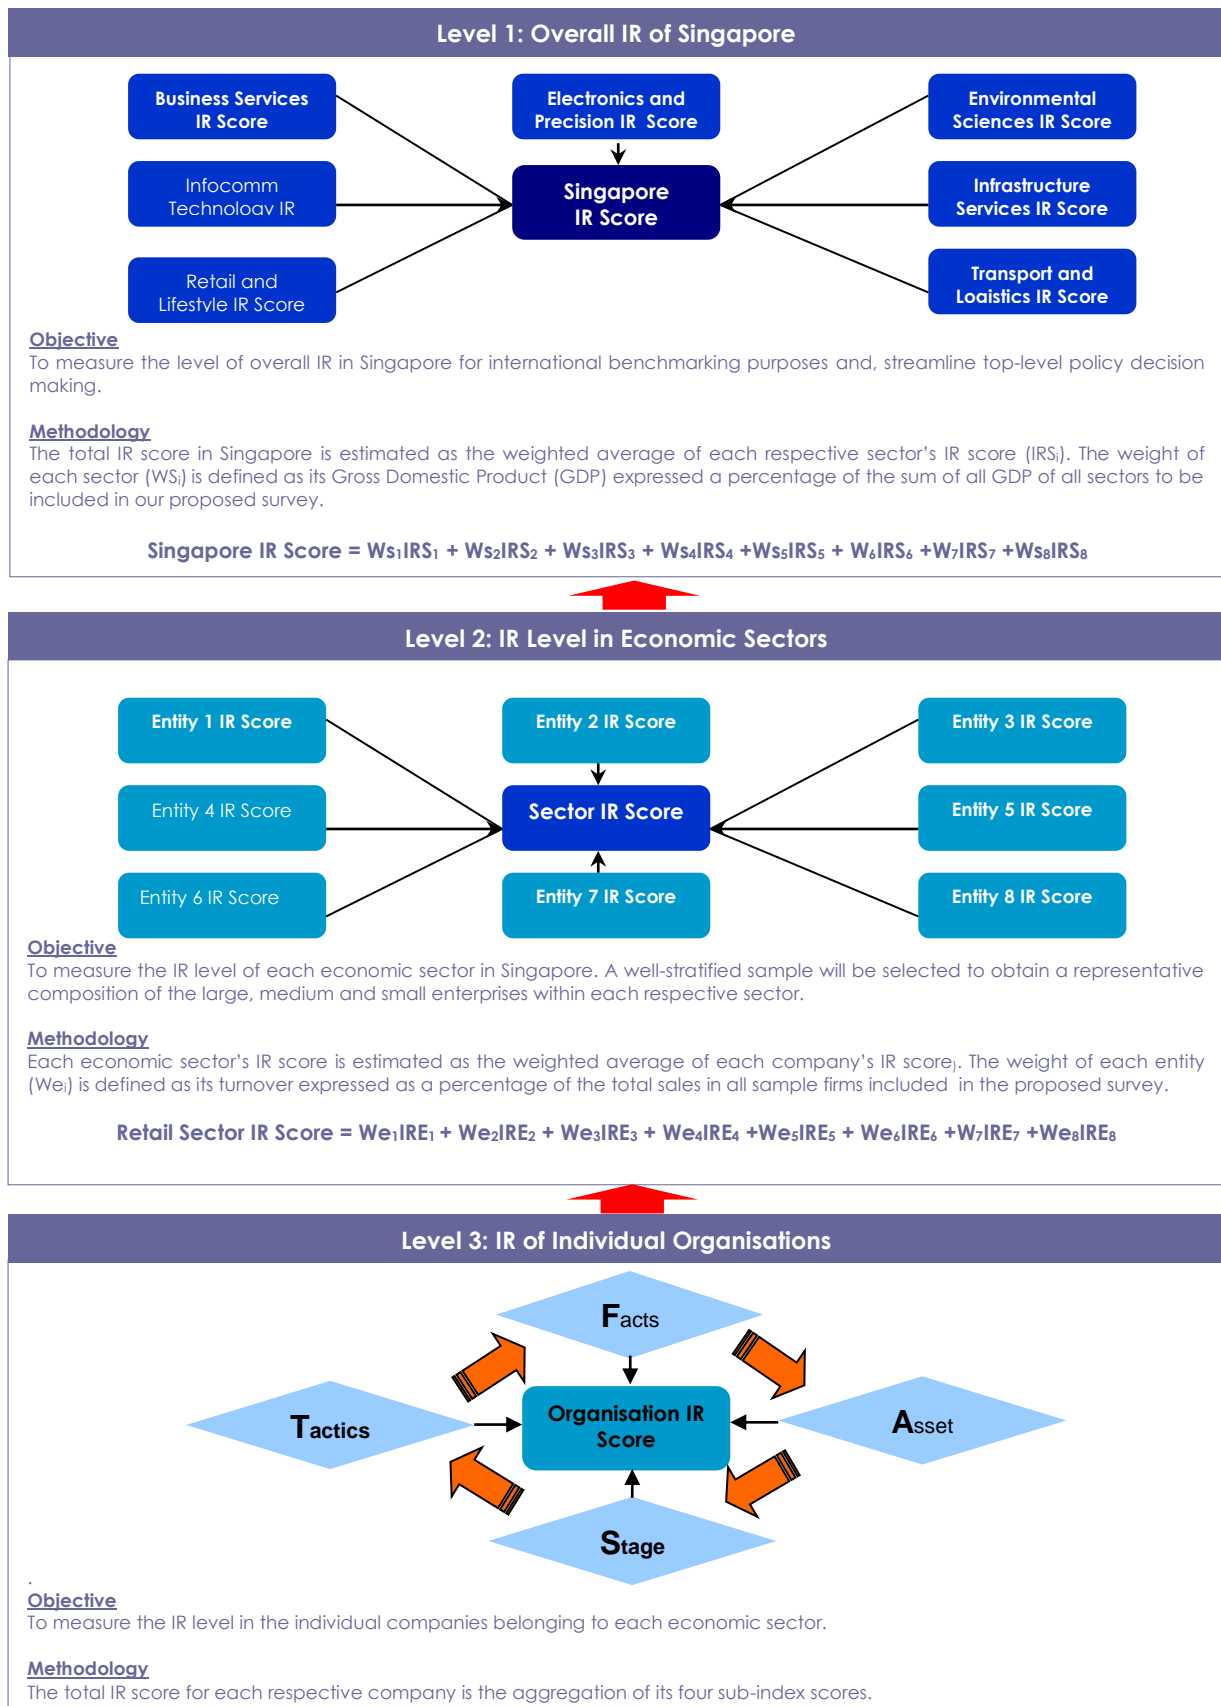 Level 1: Overall IR of Singapore
Business Services
IR Score
Electronics and
Precision IR Score
Environmental
Sciences IR Score
Infocomm
Technology IR
Singapore
IR Score
Infrastructure
Services IR Score
Retail and
Lifestyle IR Score
Transport and
Logistics IR Score
Objective
To measure the level of overall IR in Singapore for international benchmarking purposes and, streamline top-level policy decision
making.
Methodology
The total IR score in Singapore is estimated as the weighted average of each respective sector's IR score (IRSᵢ). The weight of
each sector (WSᵢ) is defined as its Gross Domestic Product (GDP) expressed a percentage of the sum of all GDP of all sectors to be
included in our proposed survey.
Singapore IR Score = Ws₁IRS₁ + Ws₂IRS₂ + Ws₃IRS₃ + Ws₄IRS₄ +Ws₅IRS₅ + W₆IRS₆ +W₇IRS₇ +Ws₈IRS₈
Level 2: IR Level in Economic Sectors
Entity 1 IR Score
Entity 2 IR Score
Entity 3 IR Score
Entity 4 IR Score
Sector IR Score
Entity 5 IR Score
Entity 6 IR Score
Entity 7 IR Score
Entity 8 IR Score
Objective
To measure the IR level of each economic sector in Singapore. A well-stratified sample will be selected to obtain a representative
composition of the large, medium and small enterprises within each respective sector.
Methodology
Each economic sector's IR score is estimated as the weighted average of each company's IR score₎. The weight of each entity
(Weᵢ) is defined as its turnover expressed as a percentage of the total sales in all sample firms included in the proposed survey.
Retail Sector IR Score = We₁IRE₁ + We₂IRE₂ + We₃IRE₃ + We₄IRE₄ +We₅IRE₅ + We₆IRE₆ +W₇IRE₇ +We₈IRE₈
Level 3: IR of Individual Organisations
Facts
Tactics
Organisation IR
Score
Asset
Stage
.
Objective
To measure the IR level in the individual companies belonging to each economic sector.
Methodology
The total IR score for each respective company is the aggregation of its four sub-index scores.